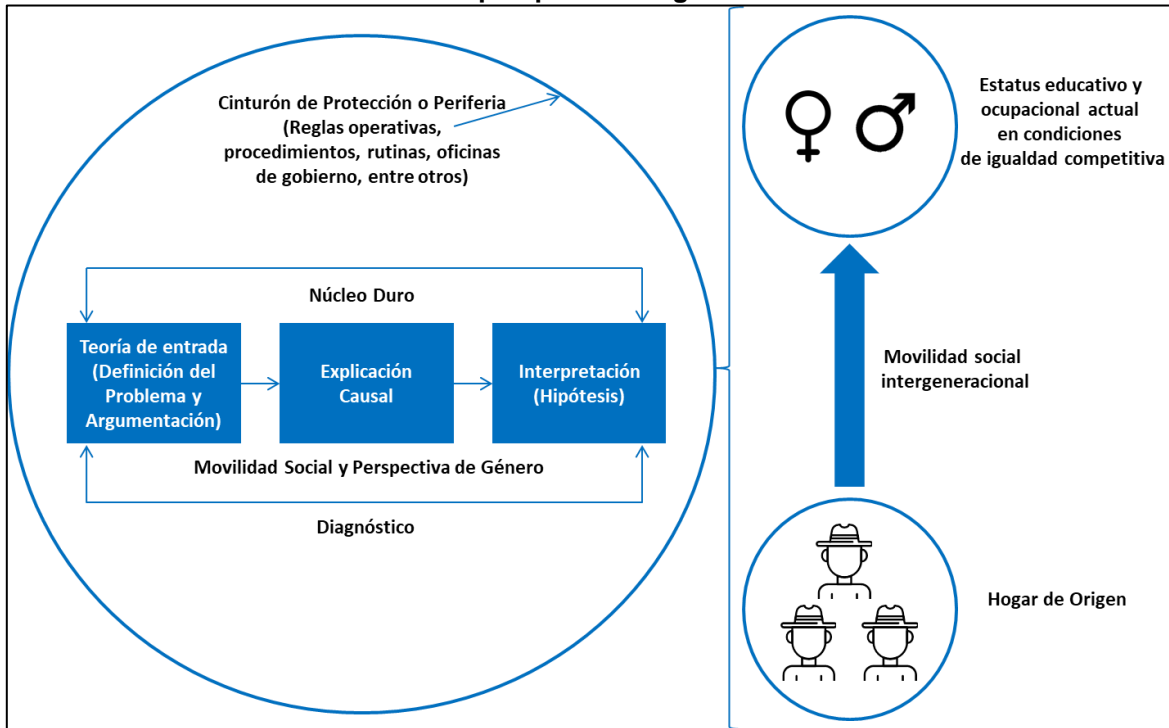 Cinturón de Protección o Periferia
(Reglas operativas,
procedimientos, rutinas, oficinas
de gobierno, entre otros)
Núcleo Duro
Teoría de entrada
(Definición del
Problema y
Argumentación)
Explicación
Causal
Interpretación
(Hipótesis)
Movilidad Social y Perspectiva de Género
Diagnóstico
Estatus educativo y
ocupacional actual
en condiciones
de igualdad competitiva
Movilidad social
intergeneracional
Hogar de Origen